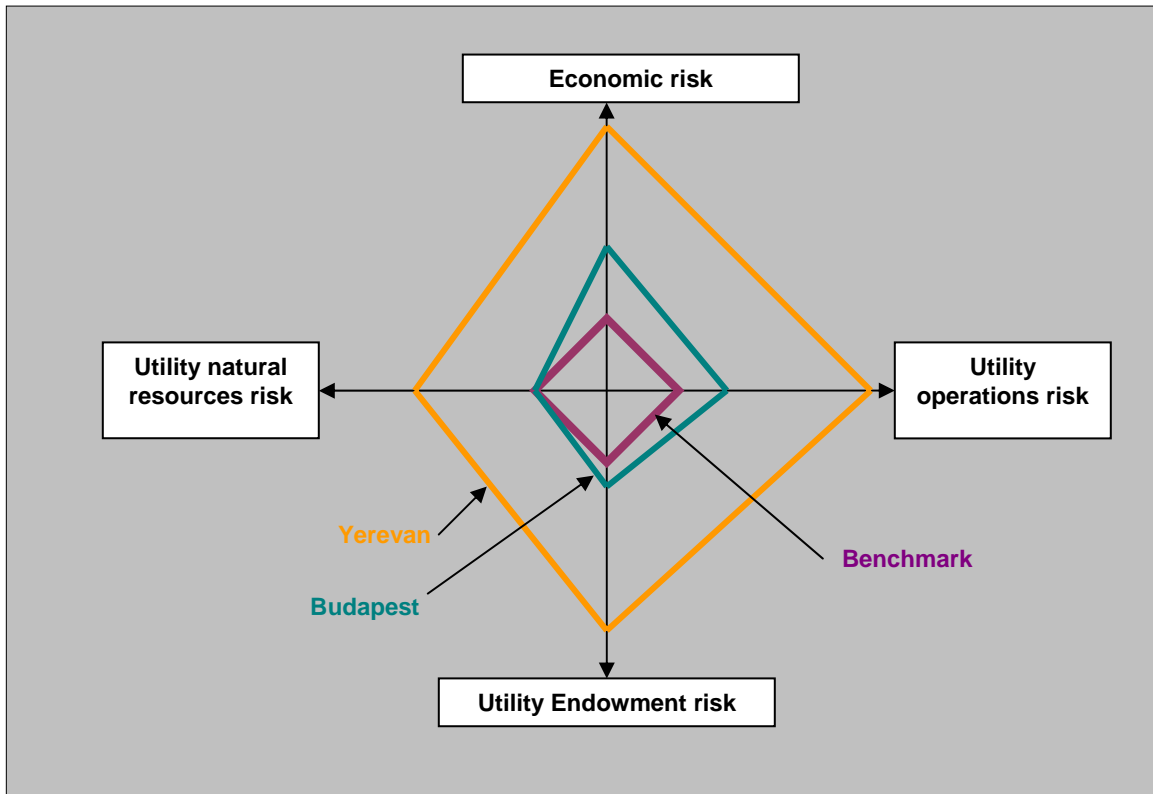 Economic risk
Utility natural
resources risk
Utility
operations risk
Yerevan
Benchmark
Budapest
Utility Endowment risk